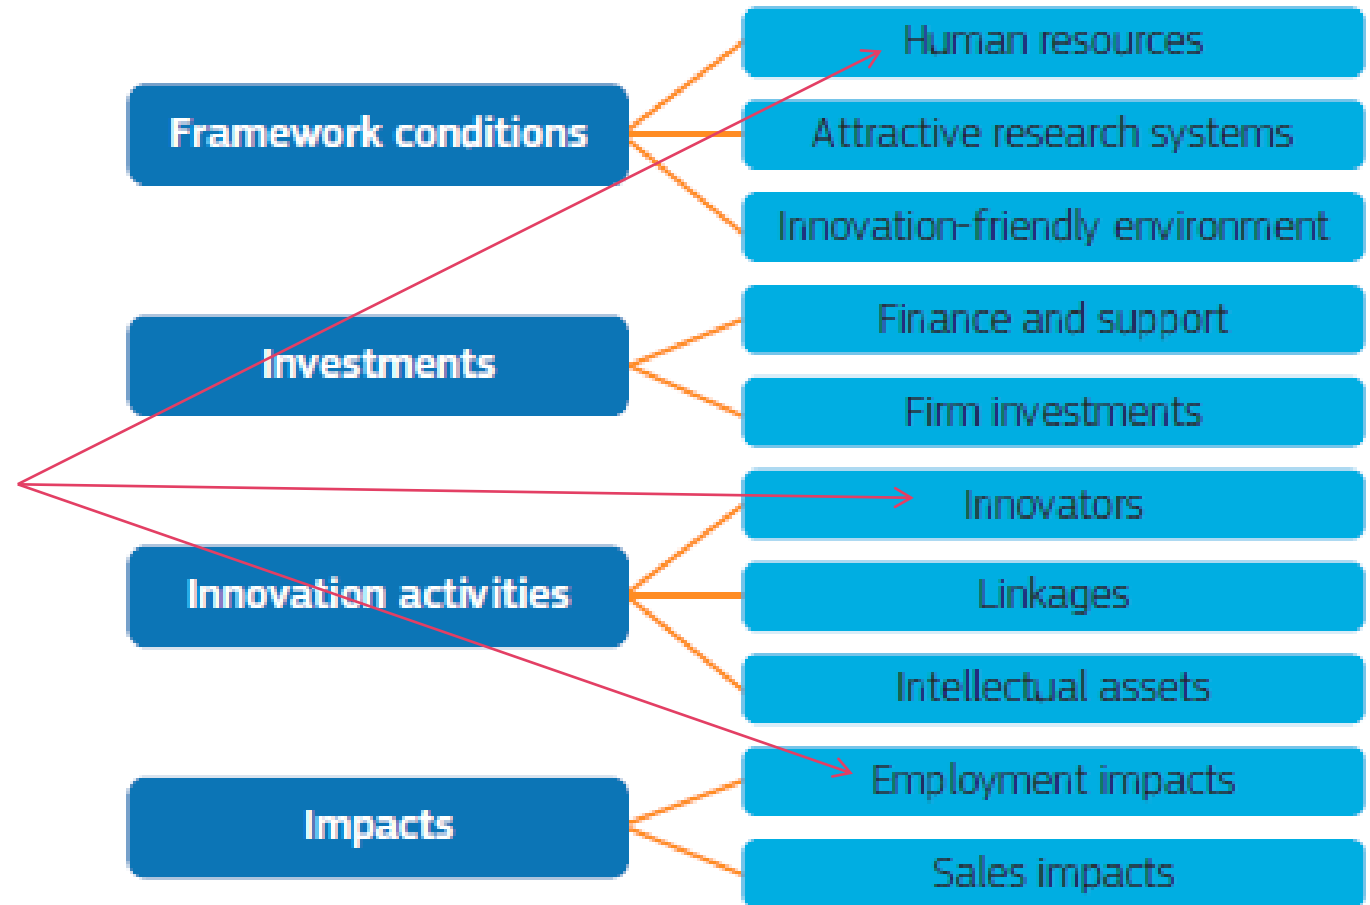 Framework conditions
Human resources
Attractive research systems
Innovation-friendly environment
Investments
Finance and support
Firm investments
Innovation activities
Innovators
Linkages
Intellectual assets
Impacts
Employment impacts
Sales impacts